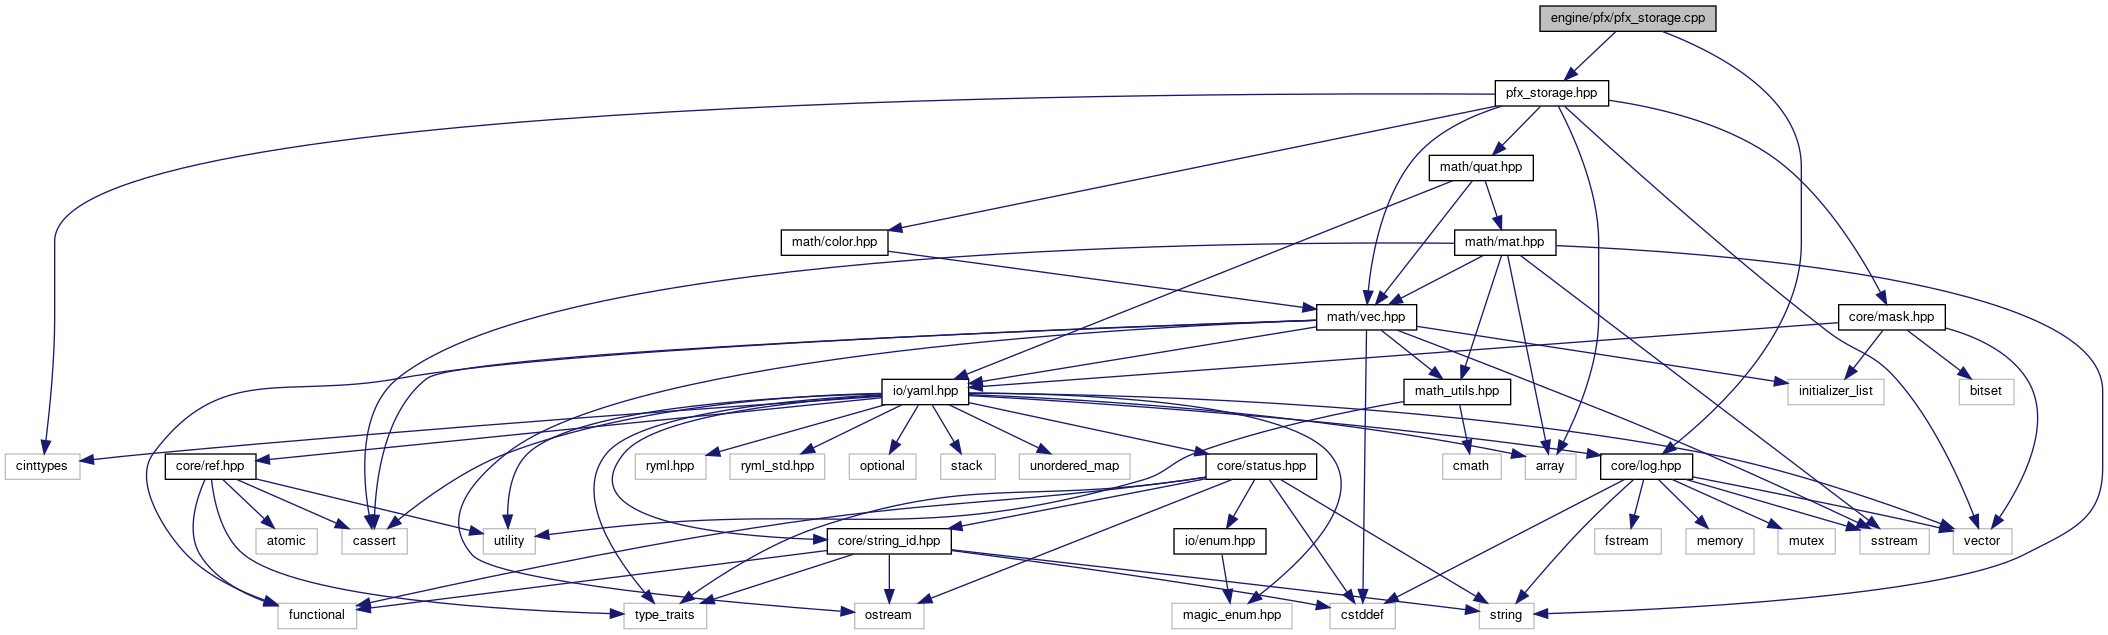 engine/pfx/pfx_storage.cpp
pfx_storage.hpp
math/quat.hpp
math/color.hpp
math/mat.hpp
math/vec.hpp
core/mask.hpp
io/yaml.hpp
math_utils.hpp
initializer_list
bitset
cinttypes
core/ref.hpp
ryml.hpp
ryml_std.hpp
optional
stack
unordered_map
core/status.hpp
cmath
array
core/log.hpp
atomic
cassert
utility
core/string_id.hpp
io/enum.hpp
fstream
memory
mutex
sstream
vector
functional
type_traits
ostream
magic_enum.hpp
cstddef
string